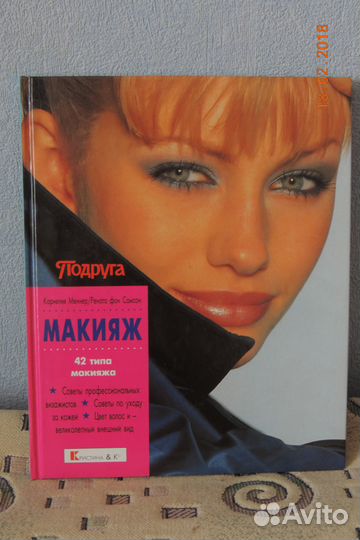 Подруга
Корнелия Меннер/Рената фон Самсон
МАКИЯЖ
42 типа
макияжа
★ Советы профессиональных
визажистов ★ Советы по уходу
за кожей ★ Цвет волос и –
великолепный внешний вид
КРИСТИНА & К°
Avito